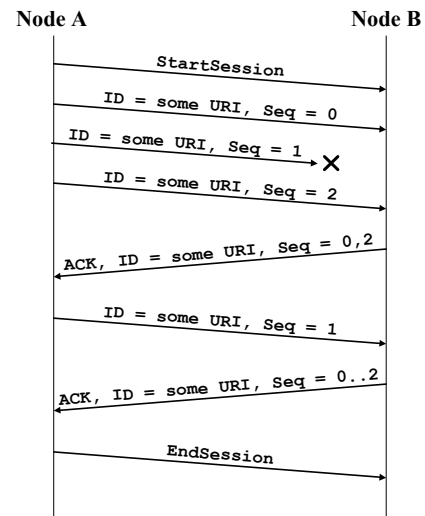 Node A Node B
StartSession
ID = some URI, Seq = 0
ID = some URI, Seq = 1
ID = some URI, Seq = 2
ACK, ID = some URI, Seq = 0,2
ID = some URI, Seq = 1
ACK, ID = some URI, Seq = 0..2
EndSession